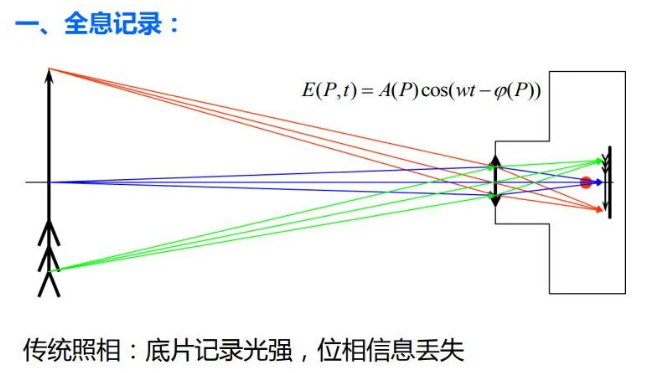 一、全息记录：
E(P,t) = A(P)cos(wt − φ(P))
传统照相：底片记录光强，位相信息丢失